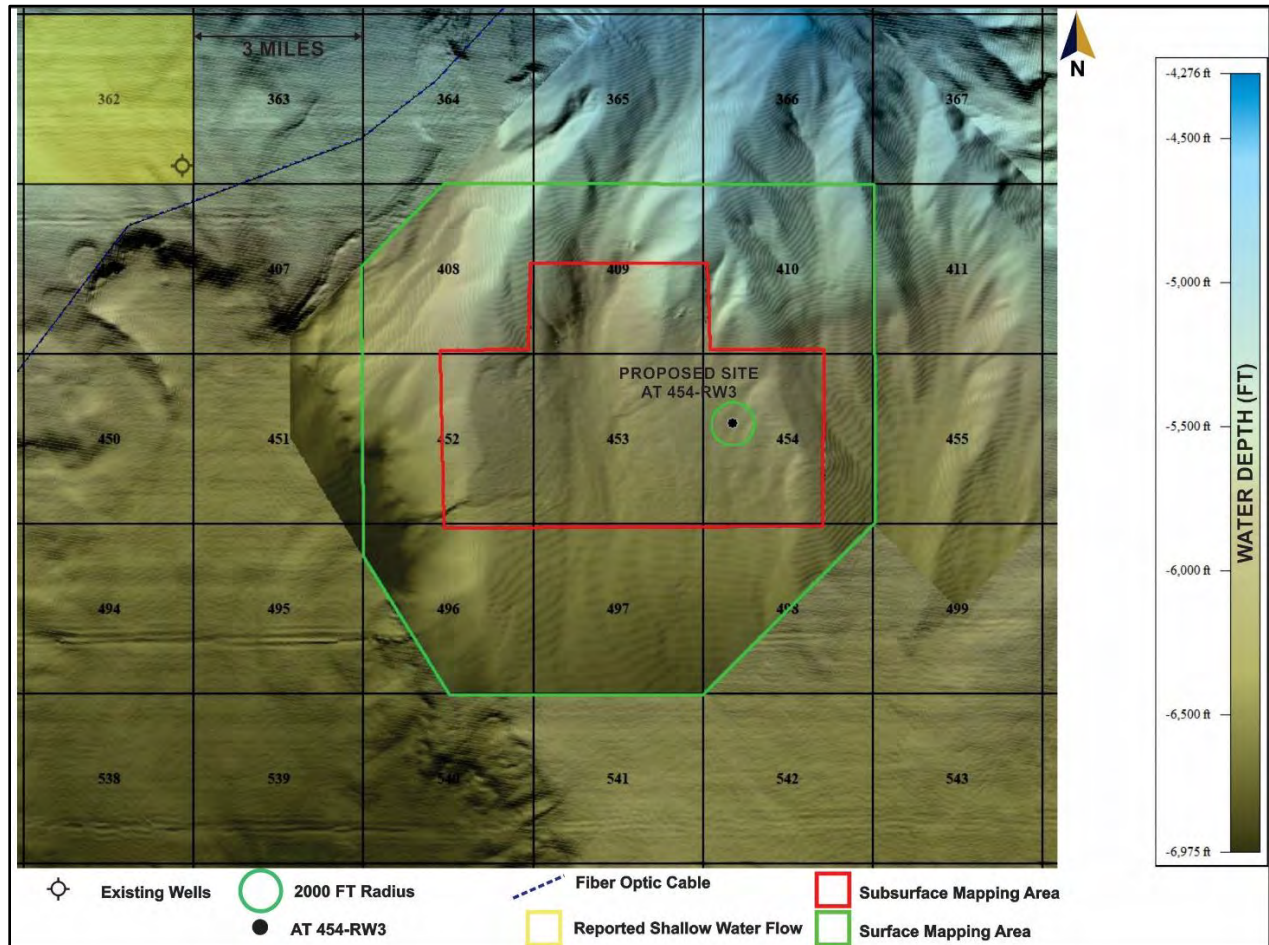 3 MILES
N
362 363 364 365 366 367
407 408 409 410 411
PROPOSED SITE
AT 454-RW3
450 451 452 453 454 455
494 495 496 497 498 499
538 539 540 541 542 543
-4,276 ft
-4,500 ft
-5,000 ft
-5,500 ft
-6,000 ft
-6,500 ft
-6,975 ft
WATER DEPTH (FT)
Existing Wells
2000 FT Radius
Fiber Optic Cable
Subsurface Mapping Area
AT 454-RW3
Reported Shallow Water Flow
Surface Mapping Area